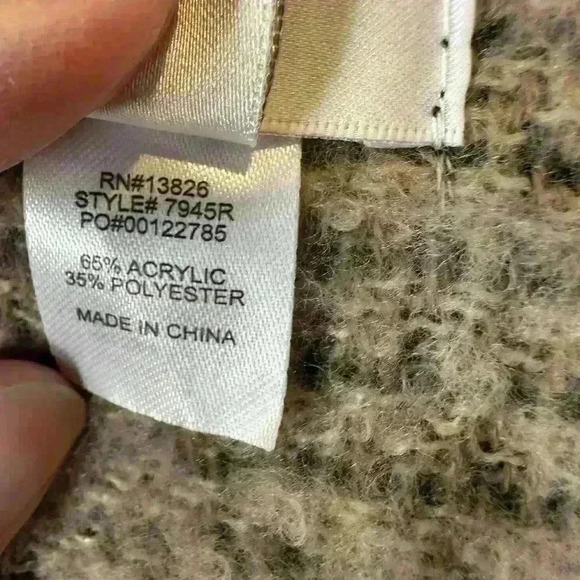 RN#13826
STYLE# 7945R
PO#00122785
65% ACRYLIC
35% POLYESTER
MADE IN CHINA